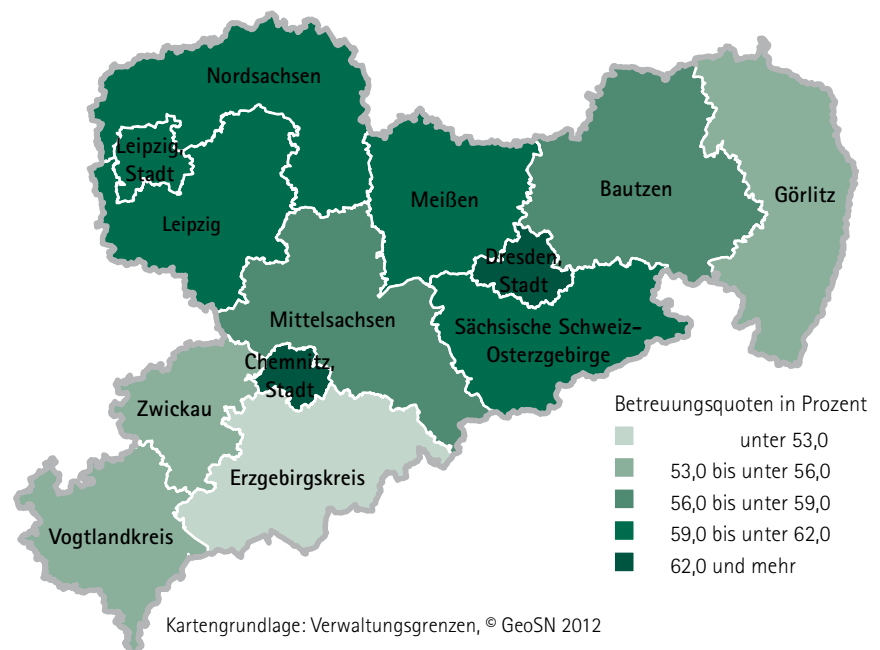 Nordsachsen
Leipzig,
Stadt
Leipzig
Meißen
Bautzen
Görlitz
Dresden,
Stadt
Mittelsachsen
Sächsische Schweiz-
Osterzgebirge
Chemnitz,
Stadt
Zwickau
Erzgebirgskreis
Vogtlandkreis
Betreuungsquoten in Prozent
unter 53,0
53,0 bis unter 56,0
56,0 bis unter 59,0
59,0 bis unter 62,0
62,0 und mehr
Kartengrundlage: Verwaltungsgrenzen, © GeoSN 2012